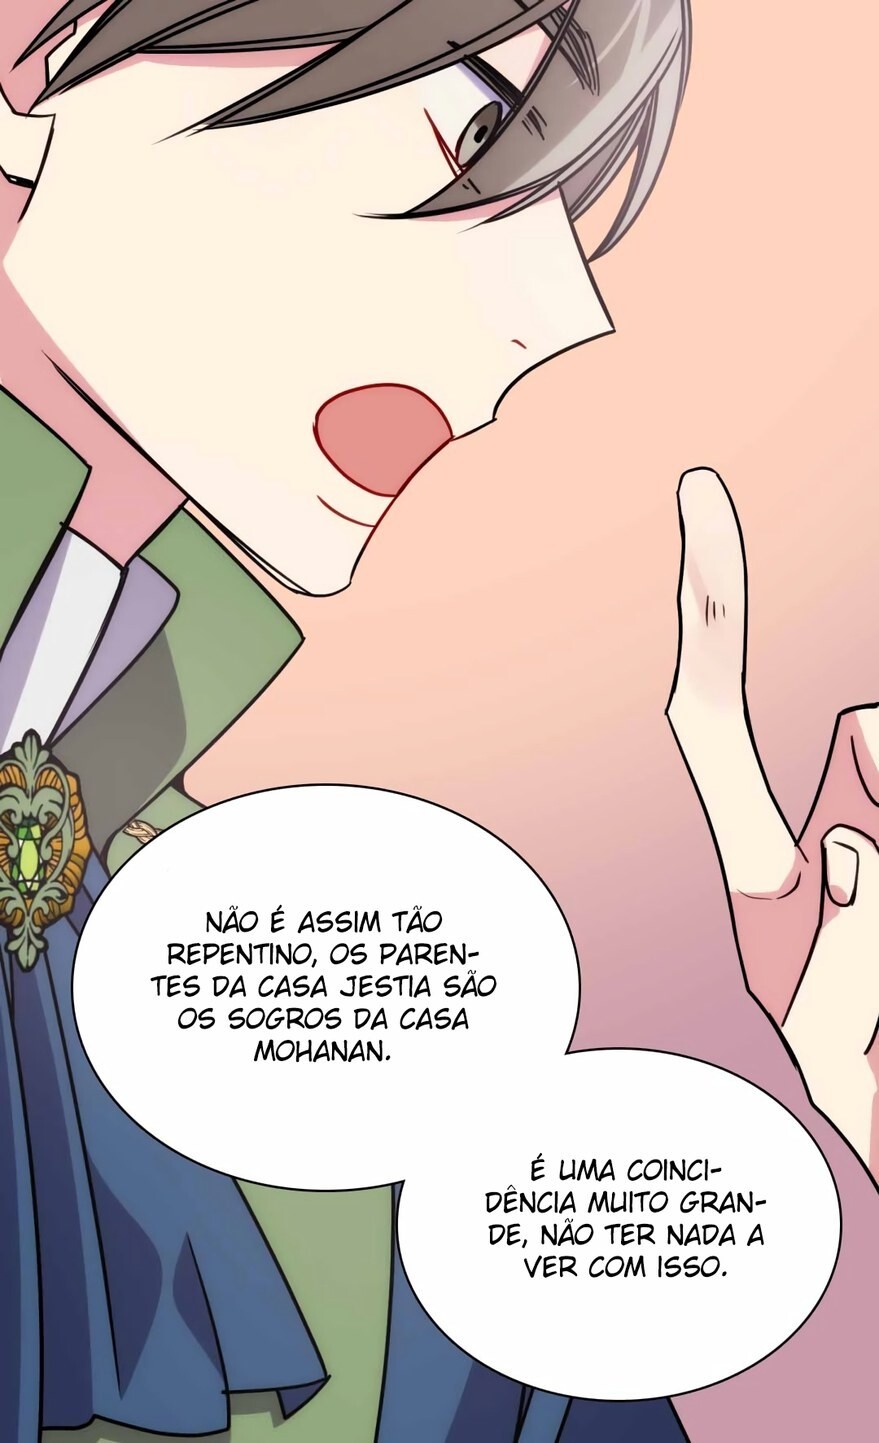 NÃO É ASSIM TÃO
REPENTINO, OS PAREN-
TES DA CASA JESTIA SÃO
OS SOGROS DA CASA
MOHANAN.
É UMA COINCI-
DÊNCIA MUITO GRAN-
DE, NÃO TER NADA A
VER COM ISSO.